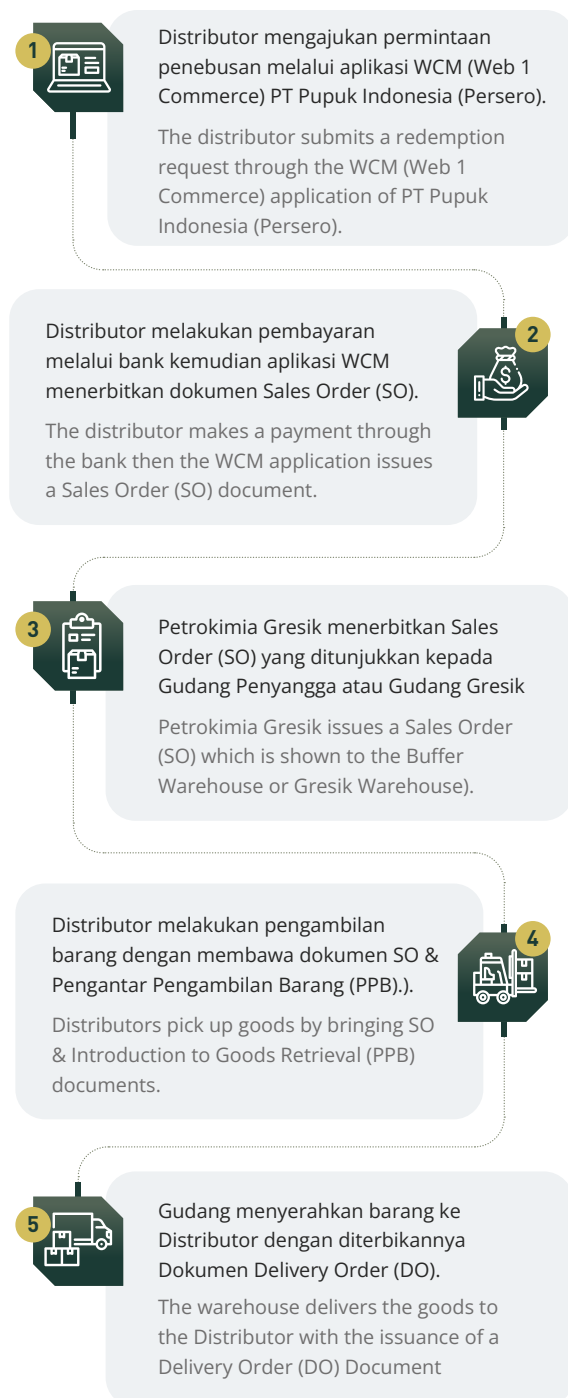 1
Distributor mengajukan permintaan
penebusan melalui aplikasi WCM (Web 1
Commerce) PT Pupuk Indonesia (Persero).
The distributor submits a redemption
request through the WCM (Web 1
Commerce) application of PT Pupuk
Indonesia (Persero).
2
Distributor melakukan pembayaran
melalui bank kemudian aplikasi WCM
menerbitkan dokumen Sales Order (SO).
The distributor makes a payment through
the bank then the WCM application issues
a Sales Order (SO) document.
3
Petrokimia Gresik menerbitkan Sales
Order (SO) yang ditunjukkan kepada
Gudang Penyangga atau Gudang Gresik
Petrokimia Gresik issues a Sales Order
(SO) which is shown to the Buffer
Warehouse or Gresik Warehouse).
4
Distributor melakukan pengambilan
barang dengan membawa dokumen SO &
Pengantar Pengambilan Barang (PPB).).
Distributors pick up goods by bringing SO
& Introduction to Goods Retrieval (PPB)
documents.
5
Gudang menyerahkan barang ke
Distributor dengan diterbikannya
Dokumen Delivery Order (DO).
The warehouse delivers the goods to
the Distributor with the issuance of a
Delivery Order (DO) Document